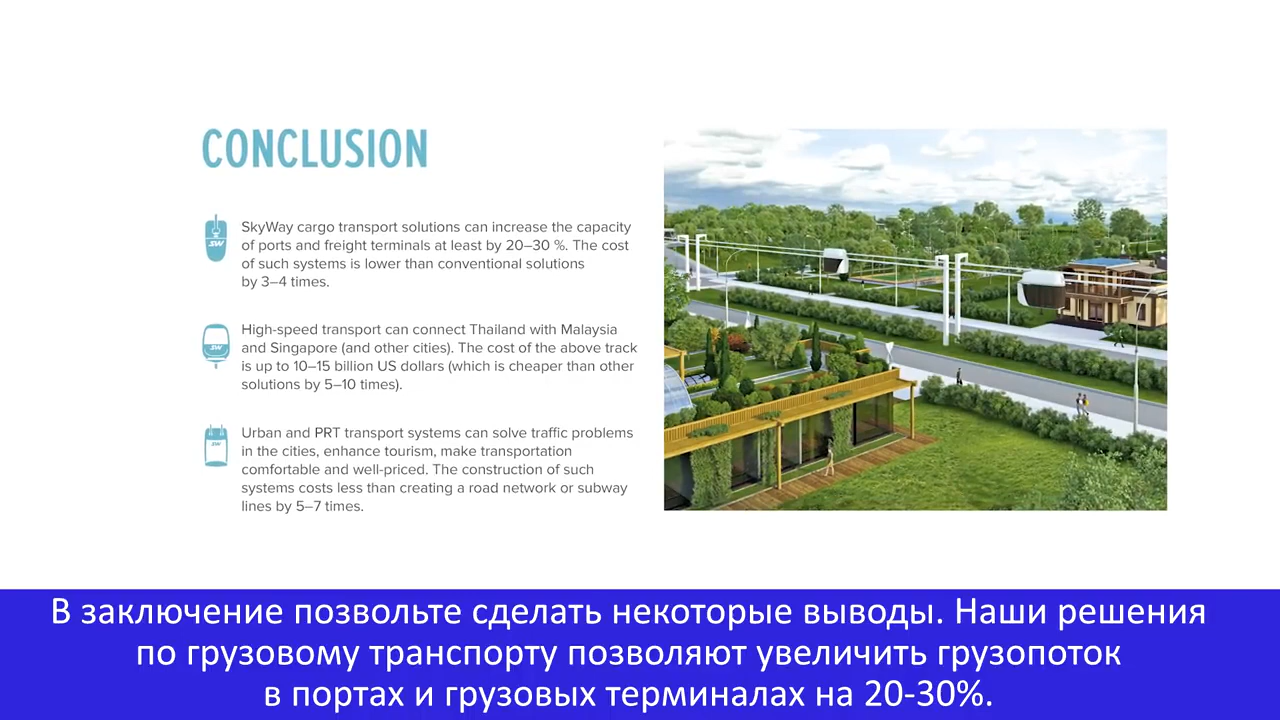 CONCLUSION
SW
SkyWay cargo transport solutions can increase the capacity
of ports and freight terminals at least by 20–30 %. The cost
of such systems is lower than conventional solutions
by 3–4 times.
SW
High-speed transport can connect Thailand with Malaysia
and Singapore (and other cities). The cost of the above track
is up to 10–15 billion US dollars (which is cheaper than other
solutions by 5–10 times).
SW
Urban and PRT transport systems can solve traffic problems
in the cities, enhance tourism, make transportation
comfortable and well-priced. The construction of such
systems costs less than creating a road network or subway
lines by 5–7 times.
В заключение позвольте сделать некоторые выводы. Наши решения
по грузовому транспорту позволяют увеличить грузопоток
в портах и грузовых терминалах на 20-30%.